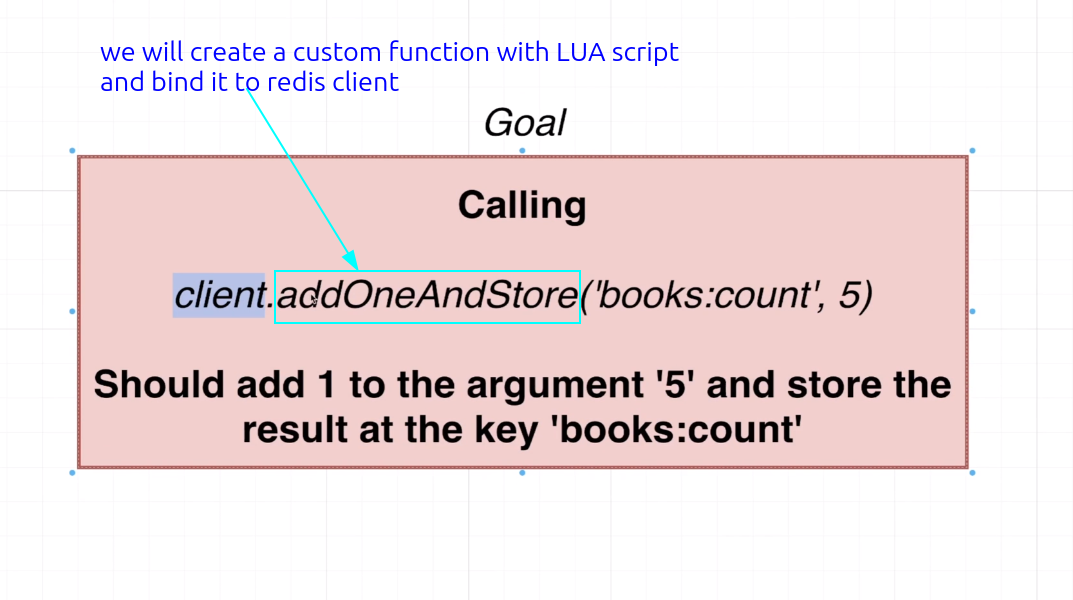 we will create a custom function with LUA script
and bind it to redis client
Goal
Calling
client.addOneAndStore('books:count', 5)
Should add 1 to the argument '5' and store the
result at the key 'books:count'